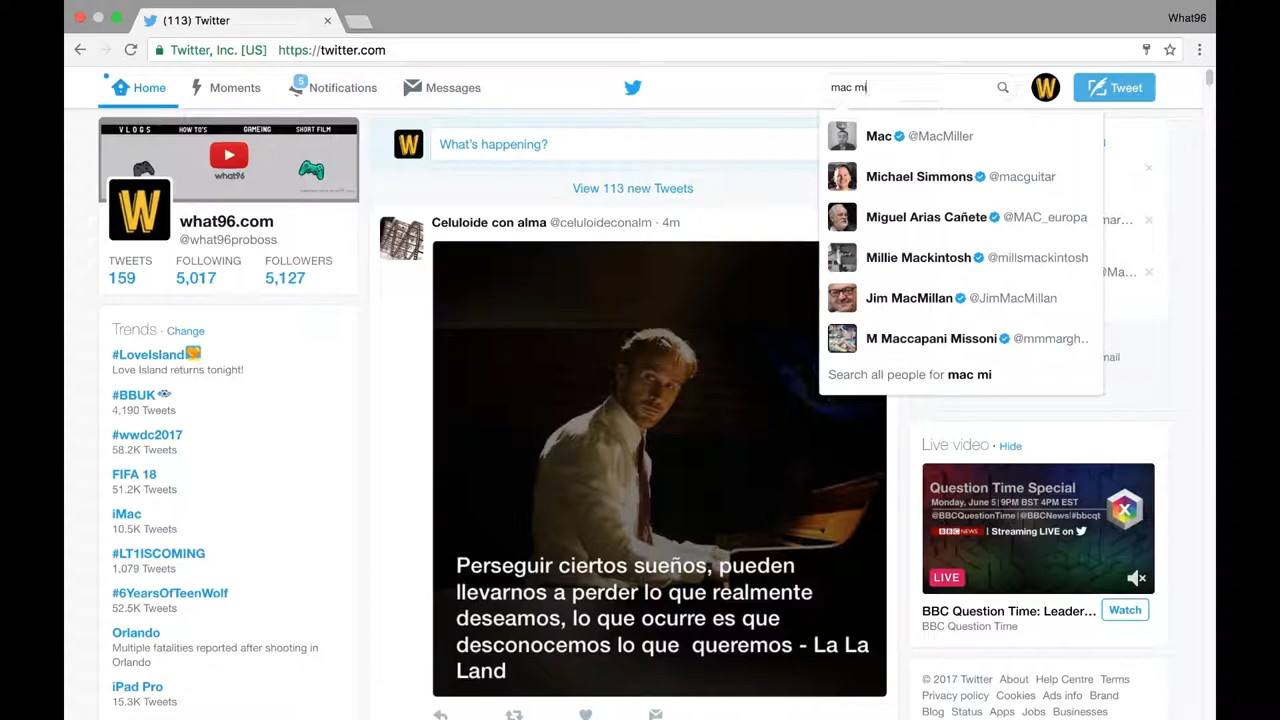 (113) Twitter
What96
Twitter, Inc. [US] https://twitter.com
Home
Moments
5
Notifications
Messages
mac mi
W
Tweet
VLOGS HOW TO'S GAMEING SHORT FILM
what96
W
what96.com
@what96proboss
TWEETS FOLLOWING FOLLOWERS
159 5,017 5,127
Trends · Change
#LoveIsland
Love Island returns tonight!
#BBUK
4,190 Tweets
#wwdc2017
58.2K Tweets
FIFA 18
51.2K Tweets
iMac
10.5K Tweets
#LT1ISCOMING
1,079 Tweets
#6YearsOfTeenWolf
52.5K Tweets
Orlando
Multiple fatalities reported after shooting in
Orlando
iPad Pro
15.3K Tweets
W
What's happening?
View 113 new Tweets
Celuloide con alma @celuloideconalm · 4m
Perseguir ciertos sueños, pueden
llevarnos a perder lo que realmente
deseamos, lo que ocurre es que
desconocemos lo que queremos - La La
Land
Mac @MacMiller
Michael Simmons @macguitar
Miguel Arias Cañete @MAC_europa
Millie Mackintosh @millsmackintosh
Jim MacMillan @JimMacMillan
M Maccapani Missoni @mmmargh..
Search all people for mac mi
mar...
@Ma...
mail
Live video · Hide
Question Time Special
Monday, June 5 | 9PM BST 4PM EST
@BBCQuestionTime | @BBCNews | #bbcqt
BBC NEWS | Streaming LIVE on
LIVE
BBC Question Time: Leader...
BBC Question Time
Watch
© 2017 Twitter About Help Centre Terms
Privacy policy Cookies Ads info Brand
Blog Status Apps Jobs Businesses